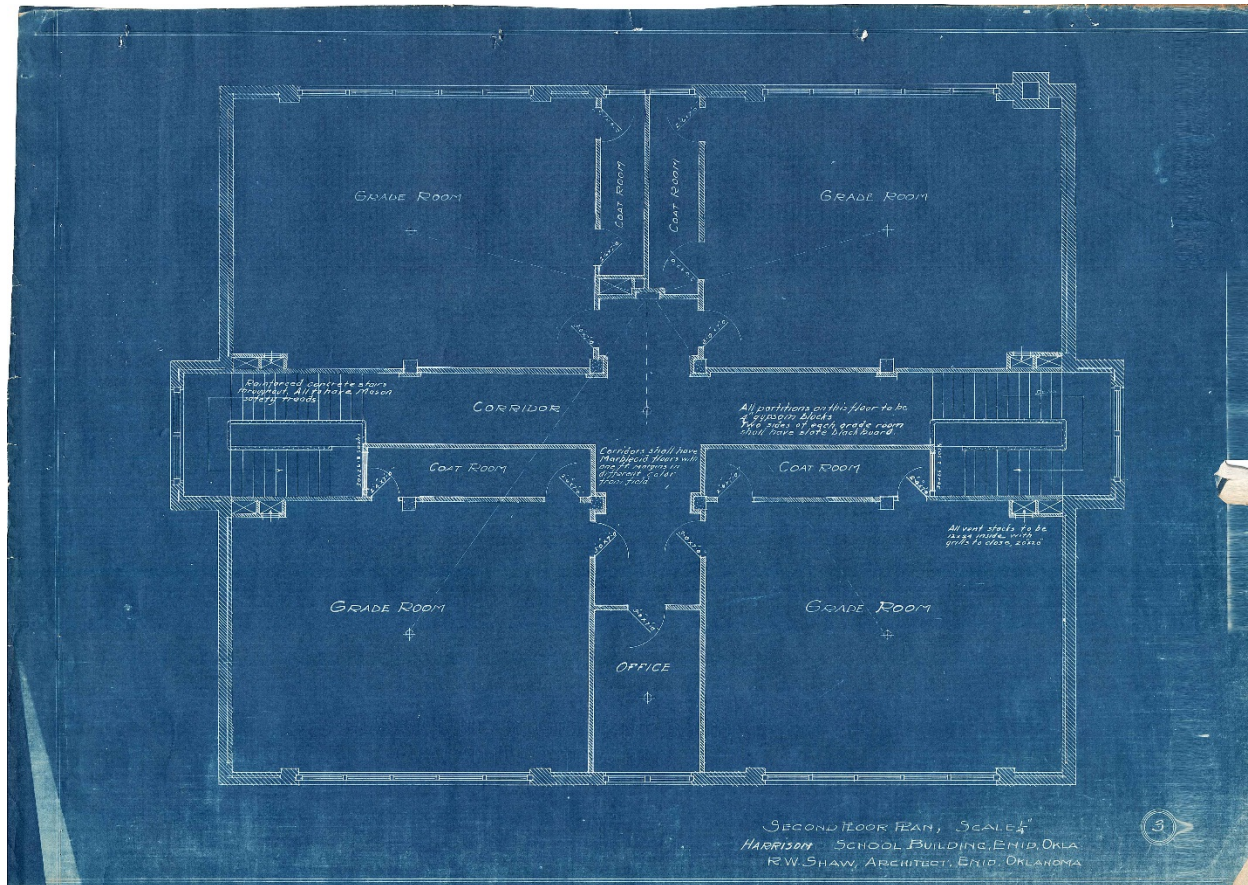 GRADE ROOM
COAT ROOM
COAT ROOM
GRADE ROOM
Reinforced concrete stairs
throughout. All to have Mason
safety treads.
CORRIDOR
All partitions on this floor to be
4" gypsum blocks
Two sides of each grade room
shall have slate blackboard.
Corridors shall have
Marbleoid floors with
one ft. margins in
different color
from field
COAT ROOM
COAT ROOM
All vent stacks to be
12x24 inside with
grills to close, 20x20
GRADE ROOM
GRADE ROOM
OFFICE
SECOND FLOOR PLAN, SCALE 1/4"
HARRISON SCHOOL BUILDING, ENID, OKLA
R.W. SHAW, ARCHITECT, ENID, OKLAHOMA
3